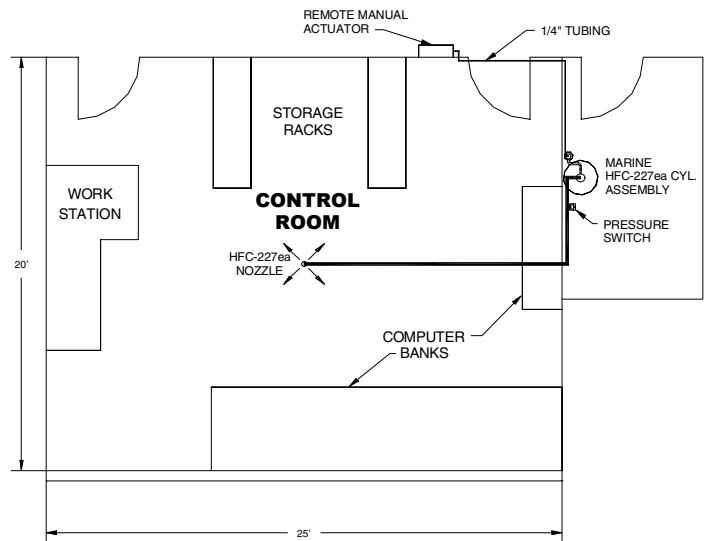 REMOTE MANUAL
ACTUATOR
1/4" TUBING
STORAGE
RACKS
MARINE
HFC-227ea CYL.
ASSEMBLY
WORK
STATION
CONTROL
ROOM
PRESSURE
SWITCH
HFC-227ea
NOZZLE
20'
COMPUTER
BANKS
25'